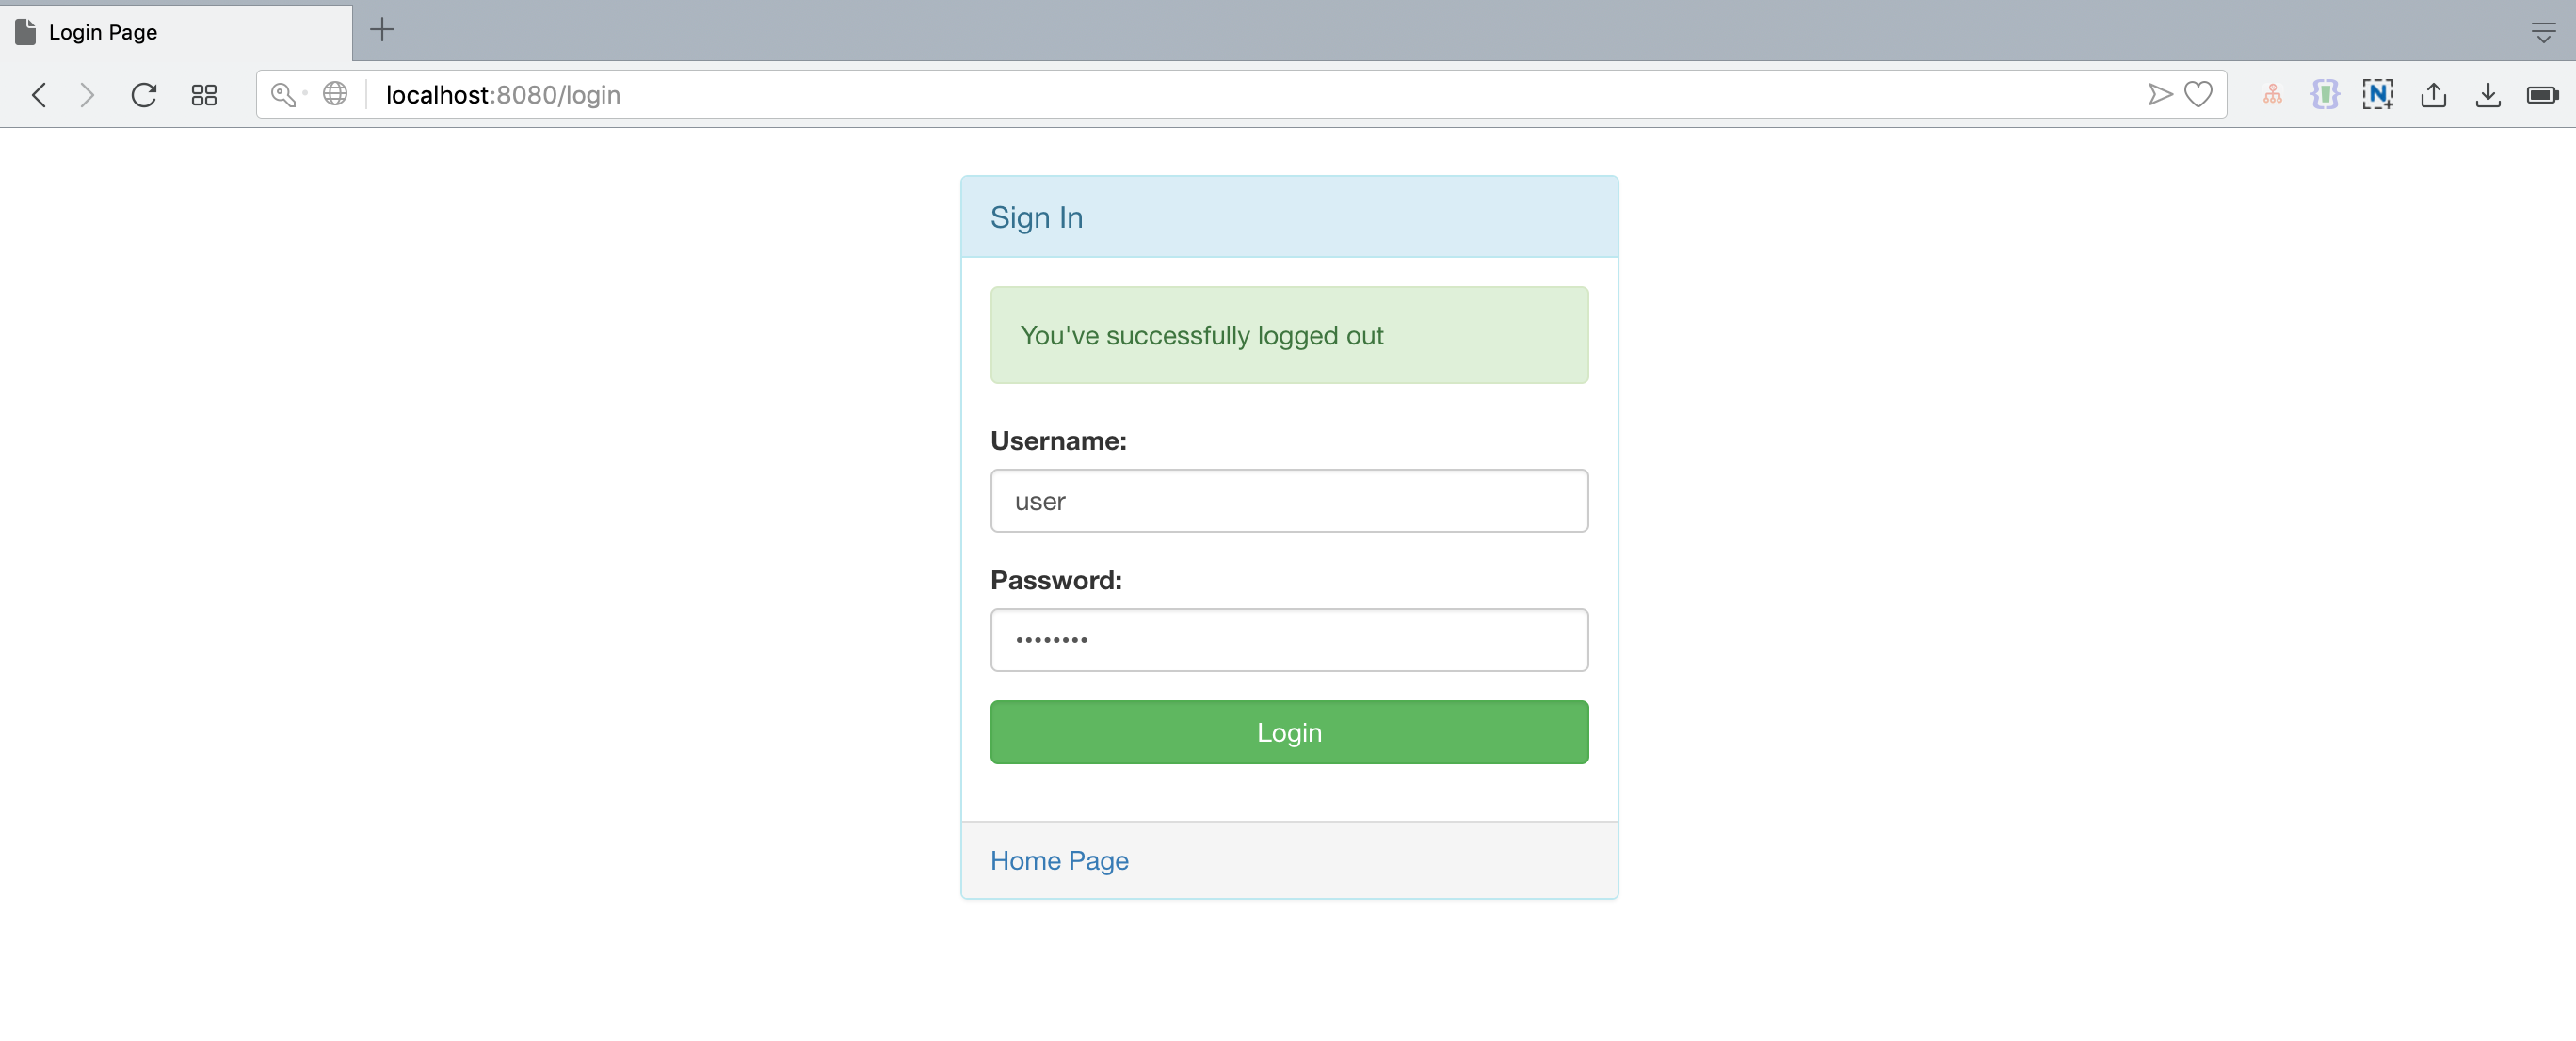 Login Page
localhost:8080/login
N
Sign In
You've successfully logged out
Username:
user
Password:
••••••••
Login
Home Page